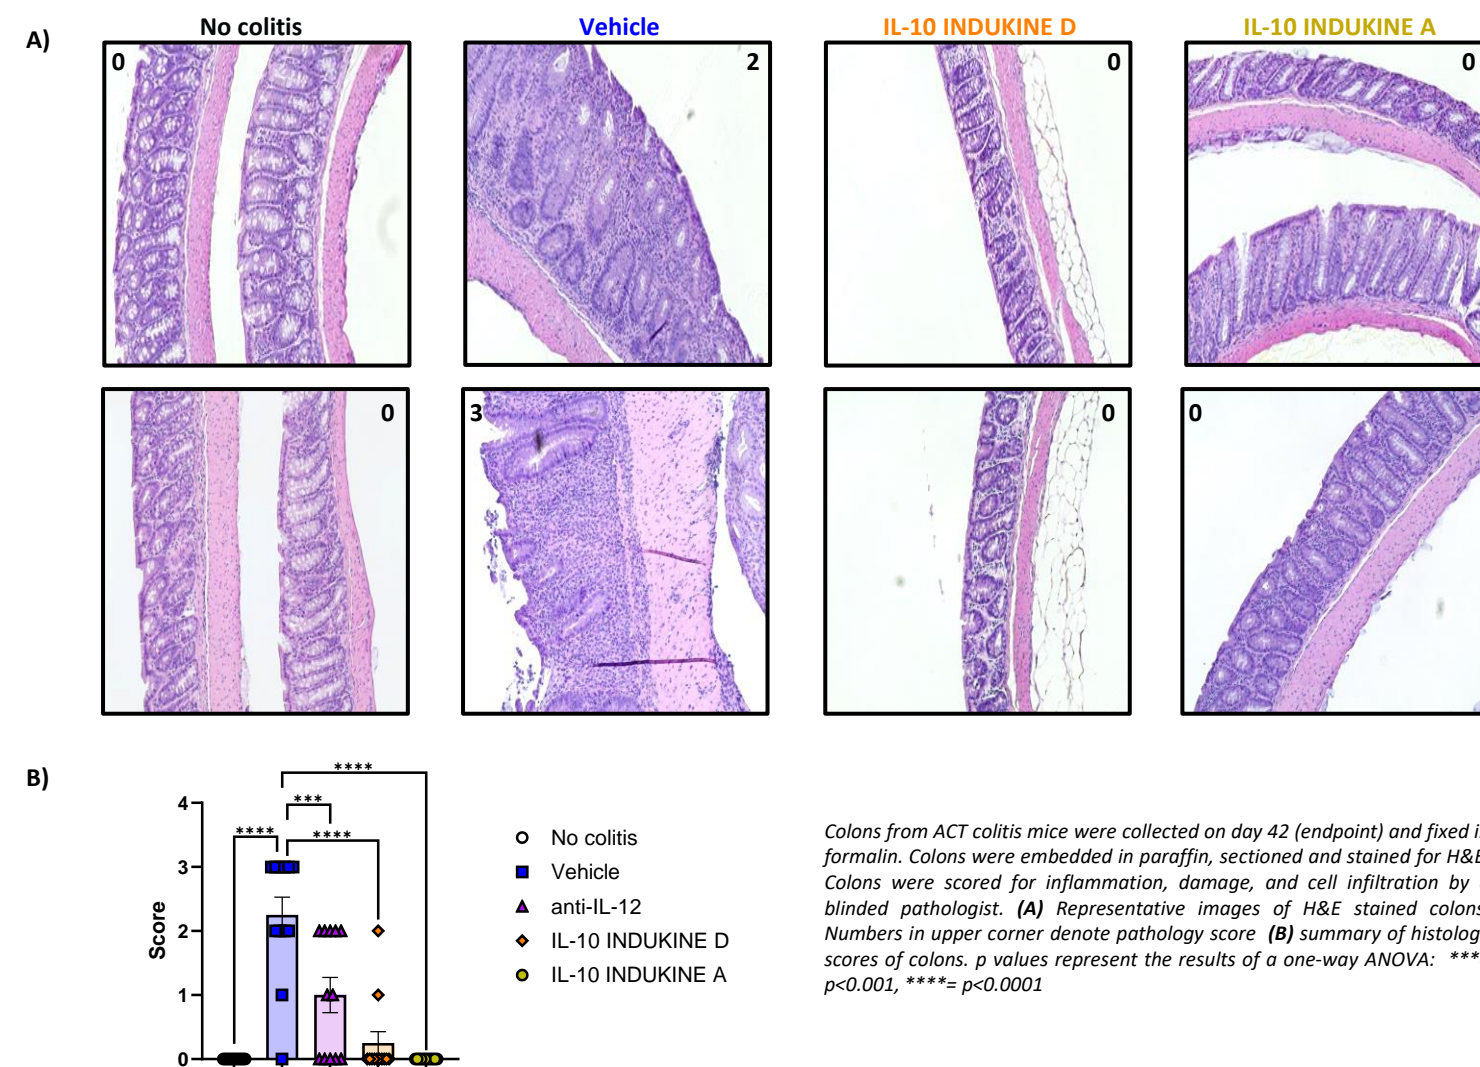 A)
No colitis
Vehicle
IL-10 INDUKINE D
IL-10 INDUKINE A
0
2
0
0
0
3
0
0
B)
****
***
****
****
4
3
2
1
0
Score
No colitis
Vehicle
anti-IL-12
IL-10 INDUKINE D
IL-10 INDUKINE A
Colons from ACT colitis mice were collected on day 42 (endpoint) and fixed
formalin. Colons were embedded in paraffin, sectioned and stained for H&E
Colons were scored for inflammation, damage, and cell infiltration by
blinded pathologist. (A) Representative images of H&E stained colons
Numbers in upper corner denote pathology score (B) summary of
scores of colons. p values represent the results of a one-way ANOVA: ***
p<0.001, ****= p<0.0001